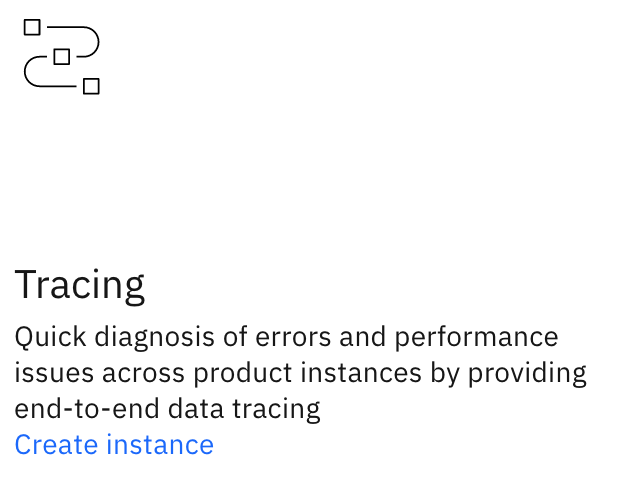 Tracing
Quick diagnosis of errors and performance
issues across product instances by providing
end-to-end data tracing
Create instance